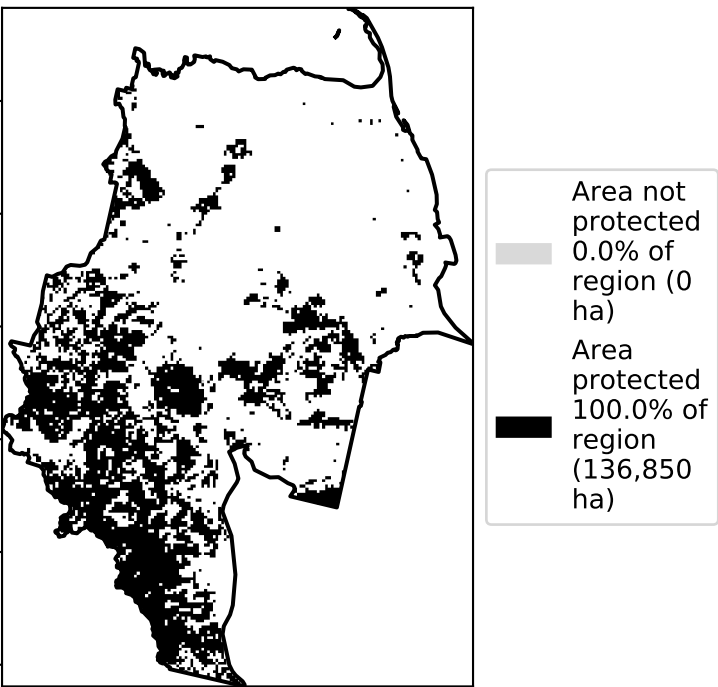 Area not
protected
0.0% of
region (0
ha)
Area
protected
100.0% of
region
(136,850
ha)